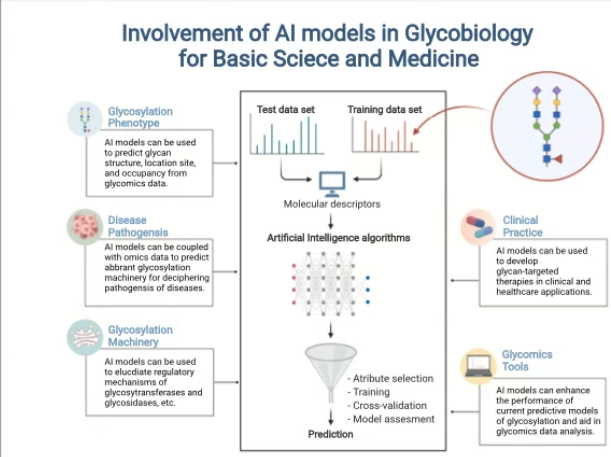 Involvement of AI models in Glycobiology
for Basic Sciece and Medicine
Glycosylation
Phenotype
AI models can be used
to predict glycan
structure, location site,
and occupancy from
glycomics data.
Disease
Pathogensis
AI models can be coupled
with omics data to predict
abbrant glycosylation
machinery for deciphering
pathogensis of diseases.
Glycosylation
Machinery
AI models can be used
to elucdiate regulatory
mechanisms of
glycosytransferases and
glycosidases, etc.
Test data set
Training data set
Molecular descriptors
Artificial Intelligence algorithms
- Atribute selection
- Training
- Cross-validation
- Model assesment
Prediction
Clinical
Practice
AI models can be used
to develop
glycan-targeted
therapies in clinical and
healthcare applications.
Glycomics
Tools
AI models can enhance
the performance of
current predictive models
of glycosylation and aid in
glycomics data analysis.